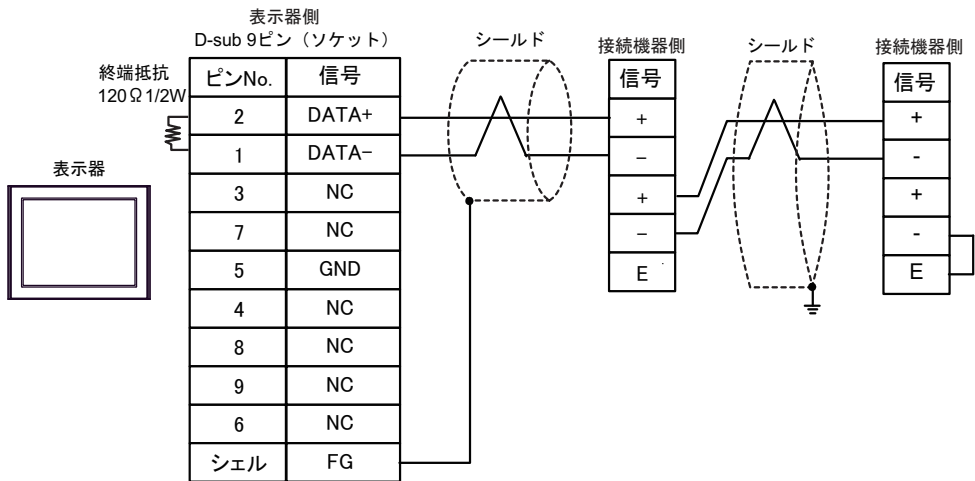 表示器側
D-sub 9ピン（ソケット）
シールド
接続機器側
シールド
接続機器側
終端抵抗
120Ω1/2W
表示器
ピンNo. 信号
2 DATA+
1 DATA−
3 NC
7 NC
5 GND
4 NC
8 NC
9 NC
6 NC
シェル FG
信号
+
−
+
−
E
信号
+
-
+
-
E